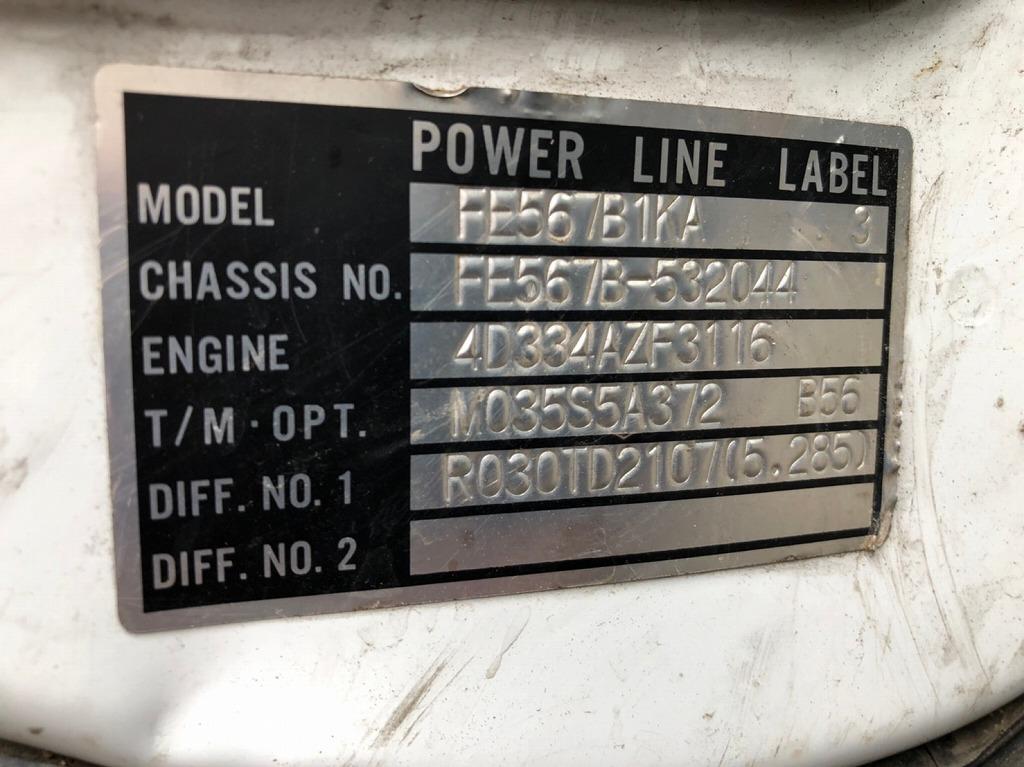 POWER LINE LABEL
MODEL FE567B1KA 3
CHASSIS NO. FE567B-532044
ENGINE 4D334AZF3116
T/M·OPT. M035S5A372 B56
DIFF. NO. 1 R030TD2107(5.285)
DIFF. NO. 2